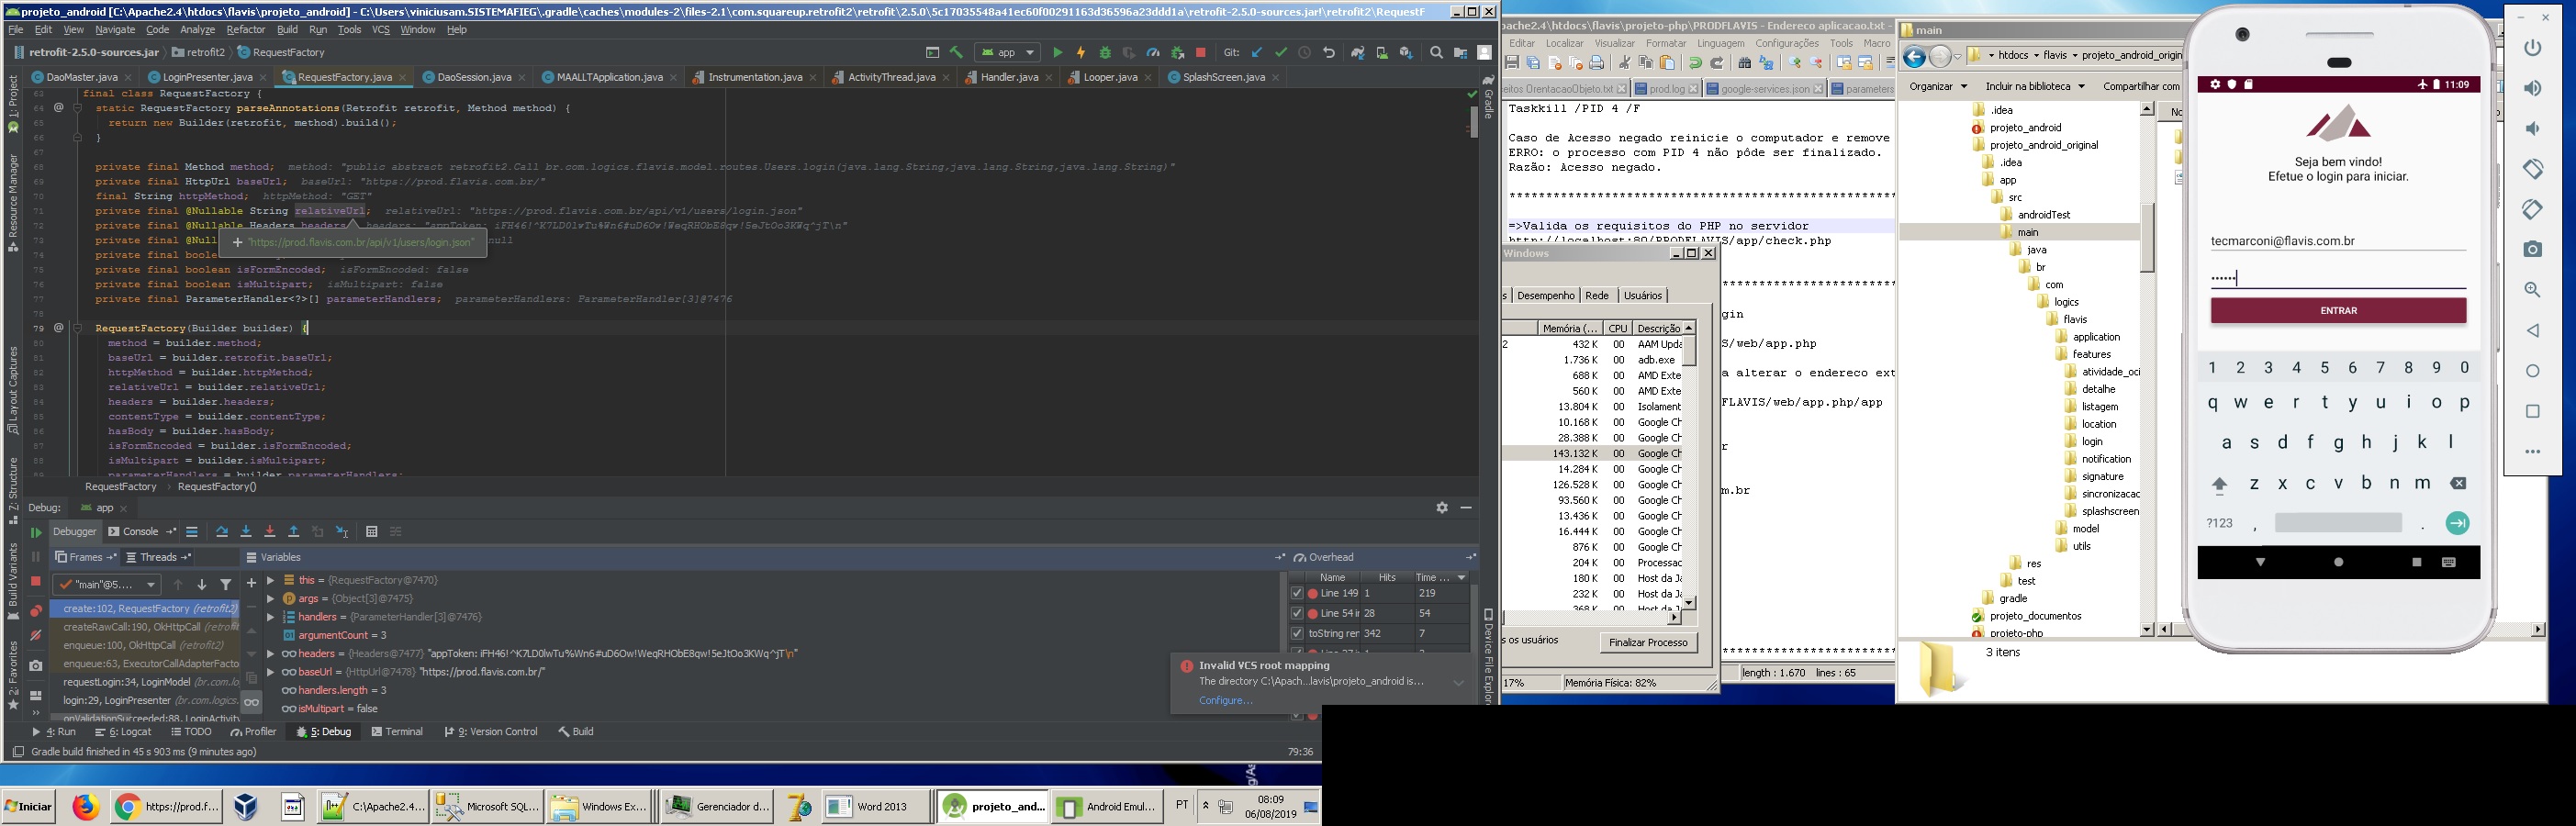 projeto_android [C:\Apache2.4\htdocs\flavis\projeto_android] - C:\Users\viniciusam.SISTEMAFIEG\.gradle\caches\modules-2\files-2.1\com.squareup.retrofit2\retrofit\2.5.0\5c17035548a41ec60f00291163d36596a23ddd1a\retrofit-2.5.0-sources.jar!\retrofit2\RequestF
File Edit View Navigate Code Analyze Refactor Build Run Tools VCS Window Help
retrofit-2.5.0-sources.jar retrofit2 RequestFactory
app
Git:
DaoMaster.java LoginPresenter.java RequestFactory.java DaoSession.java MAALLTApplication.java Instrumentation.java ActivityThread.java Handler.java Looper.java SplashScreen.java
1: Project
Resource Manager
Layout Captures
Z: Structure
Build Variants
2: Favorites
Gradle
Device File Explorer
63 final class RequestFactory {
64 @ static RequestFactory parseAnnotations(Retrofit retrofit, Method method) {
65 return new Builder(retrofit, method).build();
66 }
67
68 private final Method method; method: "public abstract retrofit2.Call br.com.logics.flavis.model.routes.Users.login(java.lang.String,java.lang.String,java.lang.String)"
69 private final HttpUrl baseUrl; baseUrl: "https://prod.flavis.com.br/"
70 final String httpMethod; httpMethod: "GET"
71 private final @Nullable String relativeUrl; relativeUrl: "https://prod.flavis.com.br/api/v1/users/login.json"
72 private final @Nullable Headers headers; headers: "appToken: iFH46!^K7LD0lwTu%Wn6#uD6Ow!WeqRHObE8qw!5eJtOo3KWq^jT\n"
73 private final @Null null
+ "https://prod.flavis.com.br/api/v1/users/login.json"
74 private final boole
75 private final boolean isFormEncoded; isFormEncoded: false
76 private final boolean isMultipart; isMultipart: false
77 private final ParameterHandler<?>[] parameterHandlers; parameterHandlers: ParameterHandler[3]@7476
79 @ RequestFactory(Builder builder) {
80 method = builder.method;
81 baseUrl = builder.retrofit.baseUrl;
82 httpMethod = builder.httpMethod;
83 relativeUrl = builder.relativeUrl;
84 headers = builder.headers;
85 contentType = builder.contentType;
86 hasBody = builder.hasBody;
87 isFormEncoded = builder.isFormEncoded;
88 isMultipart = builder.isMultipart;
parameterHandlers = builder.parameterHandlers;
RequestFactory › RequestFactory()
Debug: app
Debugger Console
Frames Threads Variables Overhead
"main"@5....
create:102, RequestFactory (retrofit2)
createRawCall:190, OkHttpCall (retrofit
enqueue:100, OkHttpCall (retrofit2)
enqueue:63, ExecutorCallAdapterFacto
requestLogin:34, LoginModel (br.com.lo
login:29, LoginPresenter (br.com.logics.
onValidationSucceeded:88, LoginActivity
this = {RequestFactory@7470}
args = {Object[3]@7475}
handlers = {ParameterHandler[3]@7476}
argumentCount = 3
headers = {Headers@7477} "appToken: iFH46!^K7LD0lwTu%Wn6#uD6Ow!WeqRHObE8qw!5eJtOo3KWq^jT\n"
baseUrl = {HttpUrl@7478} "https://prod.flavis.com.br/"
handlers.length = 3
isMultipart = false
Name Hits Time ...
Line 149 1 219
Line 54 ir 28 54
toString rer 342 7
Invalid VCS root mapping
The directory C:\Apach...lavis\projeto_android is...
Configure...
4: Run 6: Logcat TODO Profiler 5: Debug Terminal 9: Version Control Build
Gradle build finished in 45 s 903 ms (9 minutes ago)
79:36
Iniciar https://prod.f... C:\Apache2.4... Microsoft SQL... Windows Ex... Gerenciador d... Word 2013 projeto_and... Android Emul... PT
08:09
06/08/2019
pache2.4\htdocs\flavis\projeto-php\PRODFLAVIS - Endereco aplicacao.txt -
Editar Localizar Visualizar Formatar Linguagem Configurações Tools Macro
eitos OrentacaoObjeto.txt prod.log google-services.json parameters
Taskkill /PID 4 /F
Caso de Acesso negado reinicie o computador e remove
ERRO: o processo com PID 4 não pôde ser finalizado.
Razão: Acesso negado.
=>Valida os requisitos do PHP no servidor
http://localhost:80/PRODFLAVIS/app/check.php
gin
S/web/app.php
a alterar o endereco ext
FLAVIS/web/app.php/app
r
m.br
length : 1.670 lines : 65
Windows
s Desempenho Rede Usuários
Memória (... CPU Descrição
2 432 K 00 AAM Upda
1.736 K 00 adb.exe
688 K 00 AMD Exte
560 K 00 AMD Exte
13.804 K 00 Isolament
10.168 K 00 Google Ch
28.388 K 00 Google Ch
143.132 K 00 Google Ch
14.284 K 00 Google Ch
126.528 K 00 Google Ch
93.560 K 00 Google Ch
13.436 K 00 Google Ch
16.444 K 00 Google Ch
876 K 00 Google Ch
204 K 00 Processac
180 K 00 Host da Ja
232 K 00 Host da Ja
368 K 00 Host da Ja
s os usuários
Finalizar Processo
17% Memória Física: 82%
main
htdocs flavis projeto_android_origin
Organizar Incluir na biblioteca Compartilhar com
.idea
projeto_android
projeto_android_original
.idea
app
src
androidTest
main
java
br
com
logics
flavis
application
features
atividade_oci
detalhe
listagem
location
login
notification
signature
sincronizacac
splashscreen
model
utils
res
test
gradle
projeto_documentos
projeto-php
3 itens
11:09
Seja bem vindo!
Efetue o login para iniciar.
tecmarconi@flavis.com.br
••••••
ENTRAR
1 2 3 4 5 6 7 8 9 0
q w e r t y u i o p
a s d f g h j k l
z x c v b n m
?123 , .